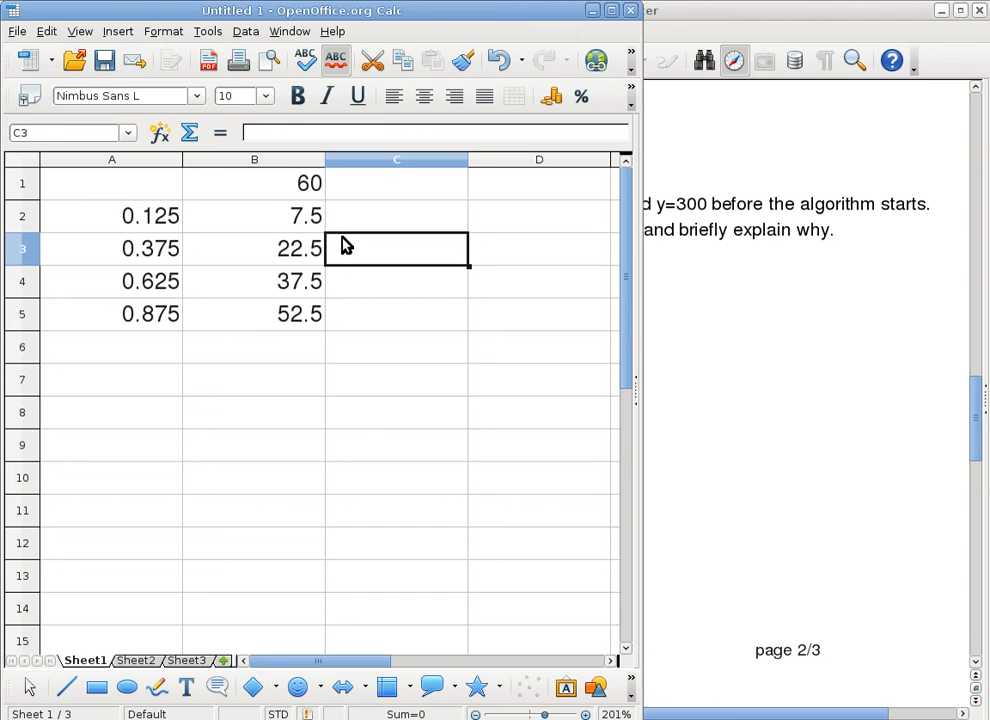 Untitled 1 - OpenOffice.org Calc
ter
File Edit View Insert Format Tools Data Window Help
Nimbus Sans L 10
C3
A B C D
1 60
2 0.125 7.5
3 0.375 22.5
4 0.625 37.5
5 0.875 52.5
6
7
8
9
10
11
12
13
14
15
d y=300 before the algorithm starts.
and briefly explain why.
page 2/3
Sheet1 Sheet2 Sheet3
Sheet 1 / 3 Default STD Sum=0 201%